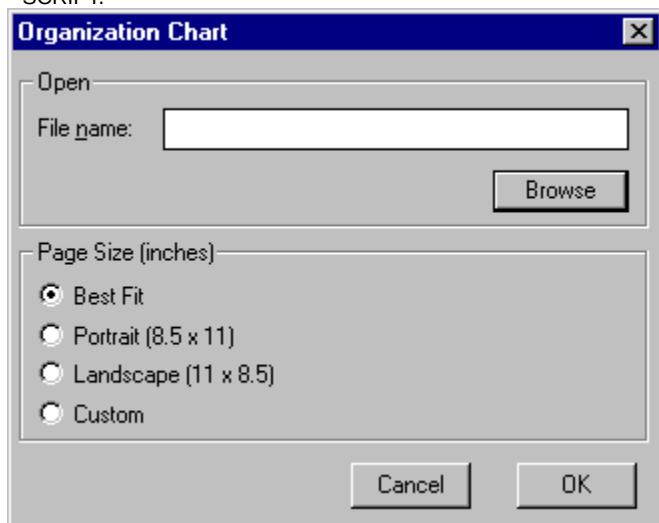 SCRIPT.
Organization Chart
Open
File name:
Browse
Page Size (inches)
Best Fit
Portrait (8.5 x 11)
Landscape (11 x 8.5)
Custom
Cancel OK